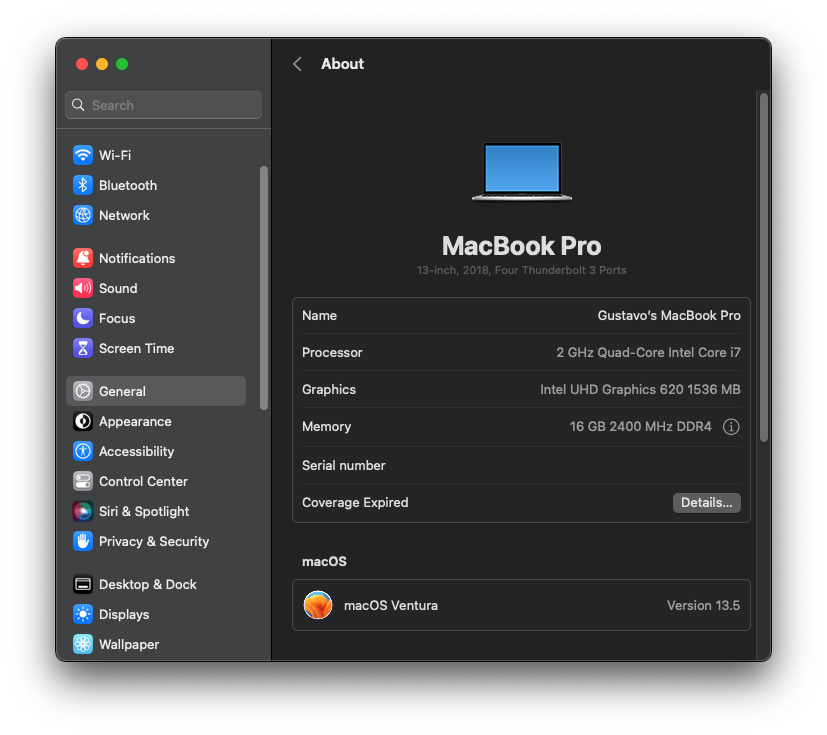 About
Search
Wi-Fi
Bluetooth
Network
Notifications
Sound
Focus
Screen Time
General
Appearance
Accessibility
Control Center
Siri & Spotlight
Privacy & Security
Desktop & Dock
Displays
Wallpaper
MacBook Pro
13-inch, 2018, Four Thunderbolt 3 Ports
Name Gustavo’s MacBook Pro
Processor 2 GHz Quad-Core Intel Core i7
Graphics Intel UHD Graphics 620 1536 MB
Memory 16 GB 2400 MHz DDR4
Serial number
Coverage Expired Details...
macOS
macOS Ventura Version 13.5